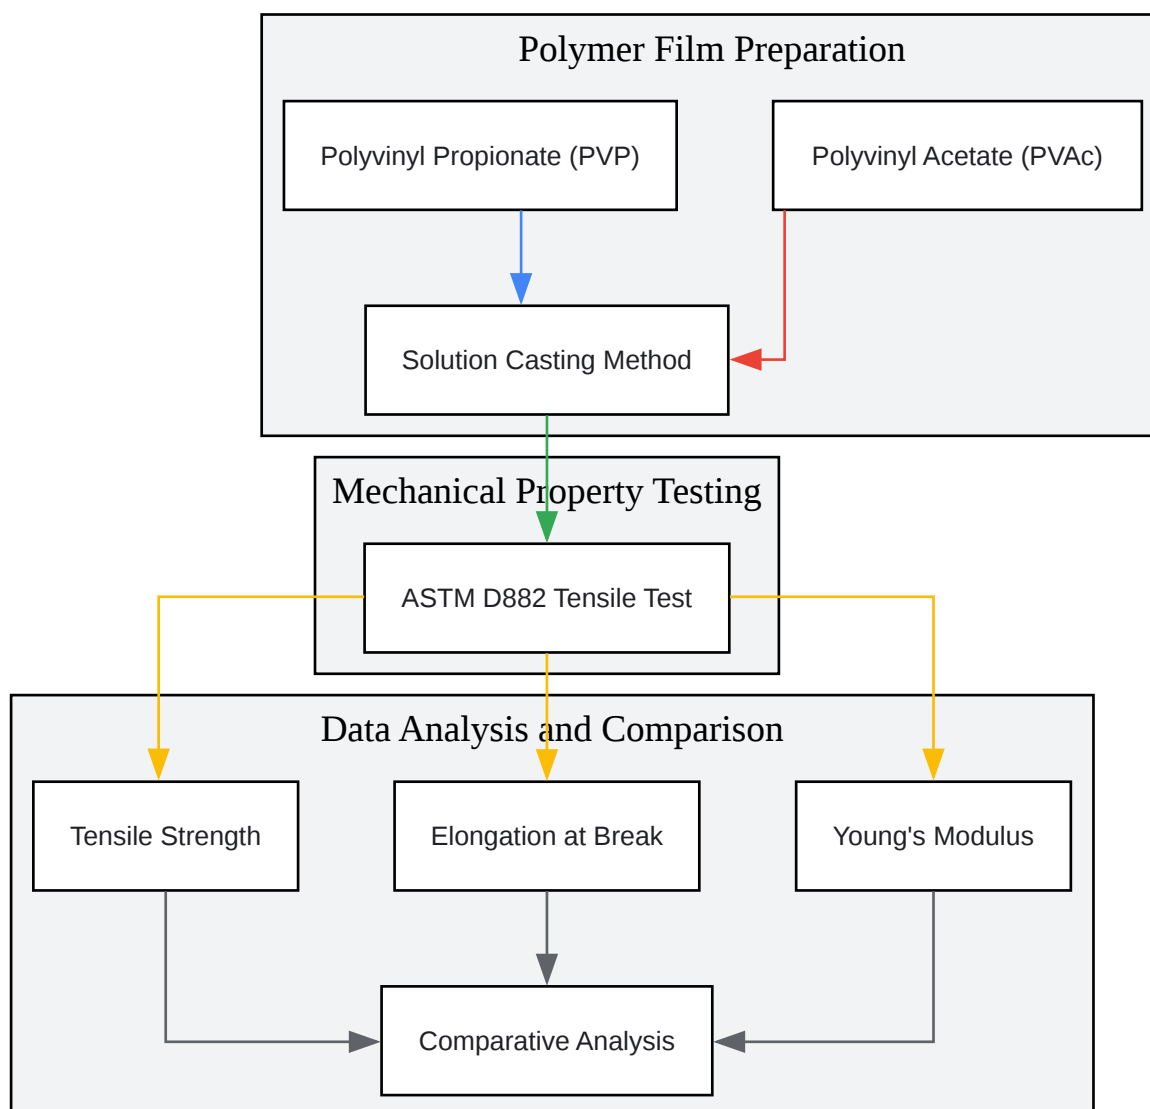 Polymer Film Preparation
Polyvinyl Propionate (PVP)
Polyvinyl Acetate (PVAc)
Solution Casting Method
Mechanical Property Testing
ASTM D882 Tensile Test
Data Analysis and Comparison
Tensile Strength
Elongation at Break
Young's Modulus
Comparative Analysis